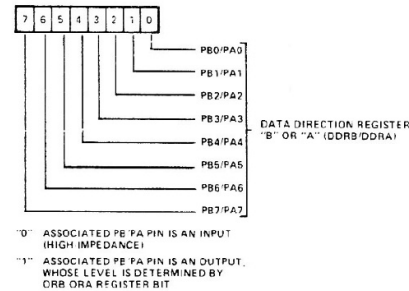 7 6 5 4 3 2 1 0
PB0/PA0
PB1/PA1
PB2/PA2
PB3/PA3
PB4/PA4
PB5/PA5
PB6/PA6
PB7/PA7
DATA DIRECTION REGISTER
"B" OR "A" (DDRB/DDRA)
"0" ASSOCIATED PB PA PIN IS AN INPUT
(HIGH IMPEDANCE)
"1" ASSOCIATED PB PA PIN IS AN OUTPUT,
WHOSE LEVEL IS DETERMINED BY
ORB ORA REGISTER BIT